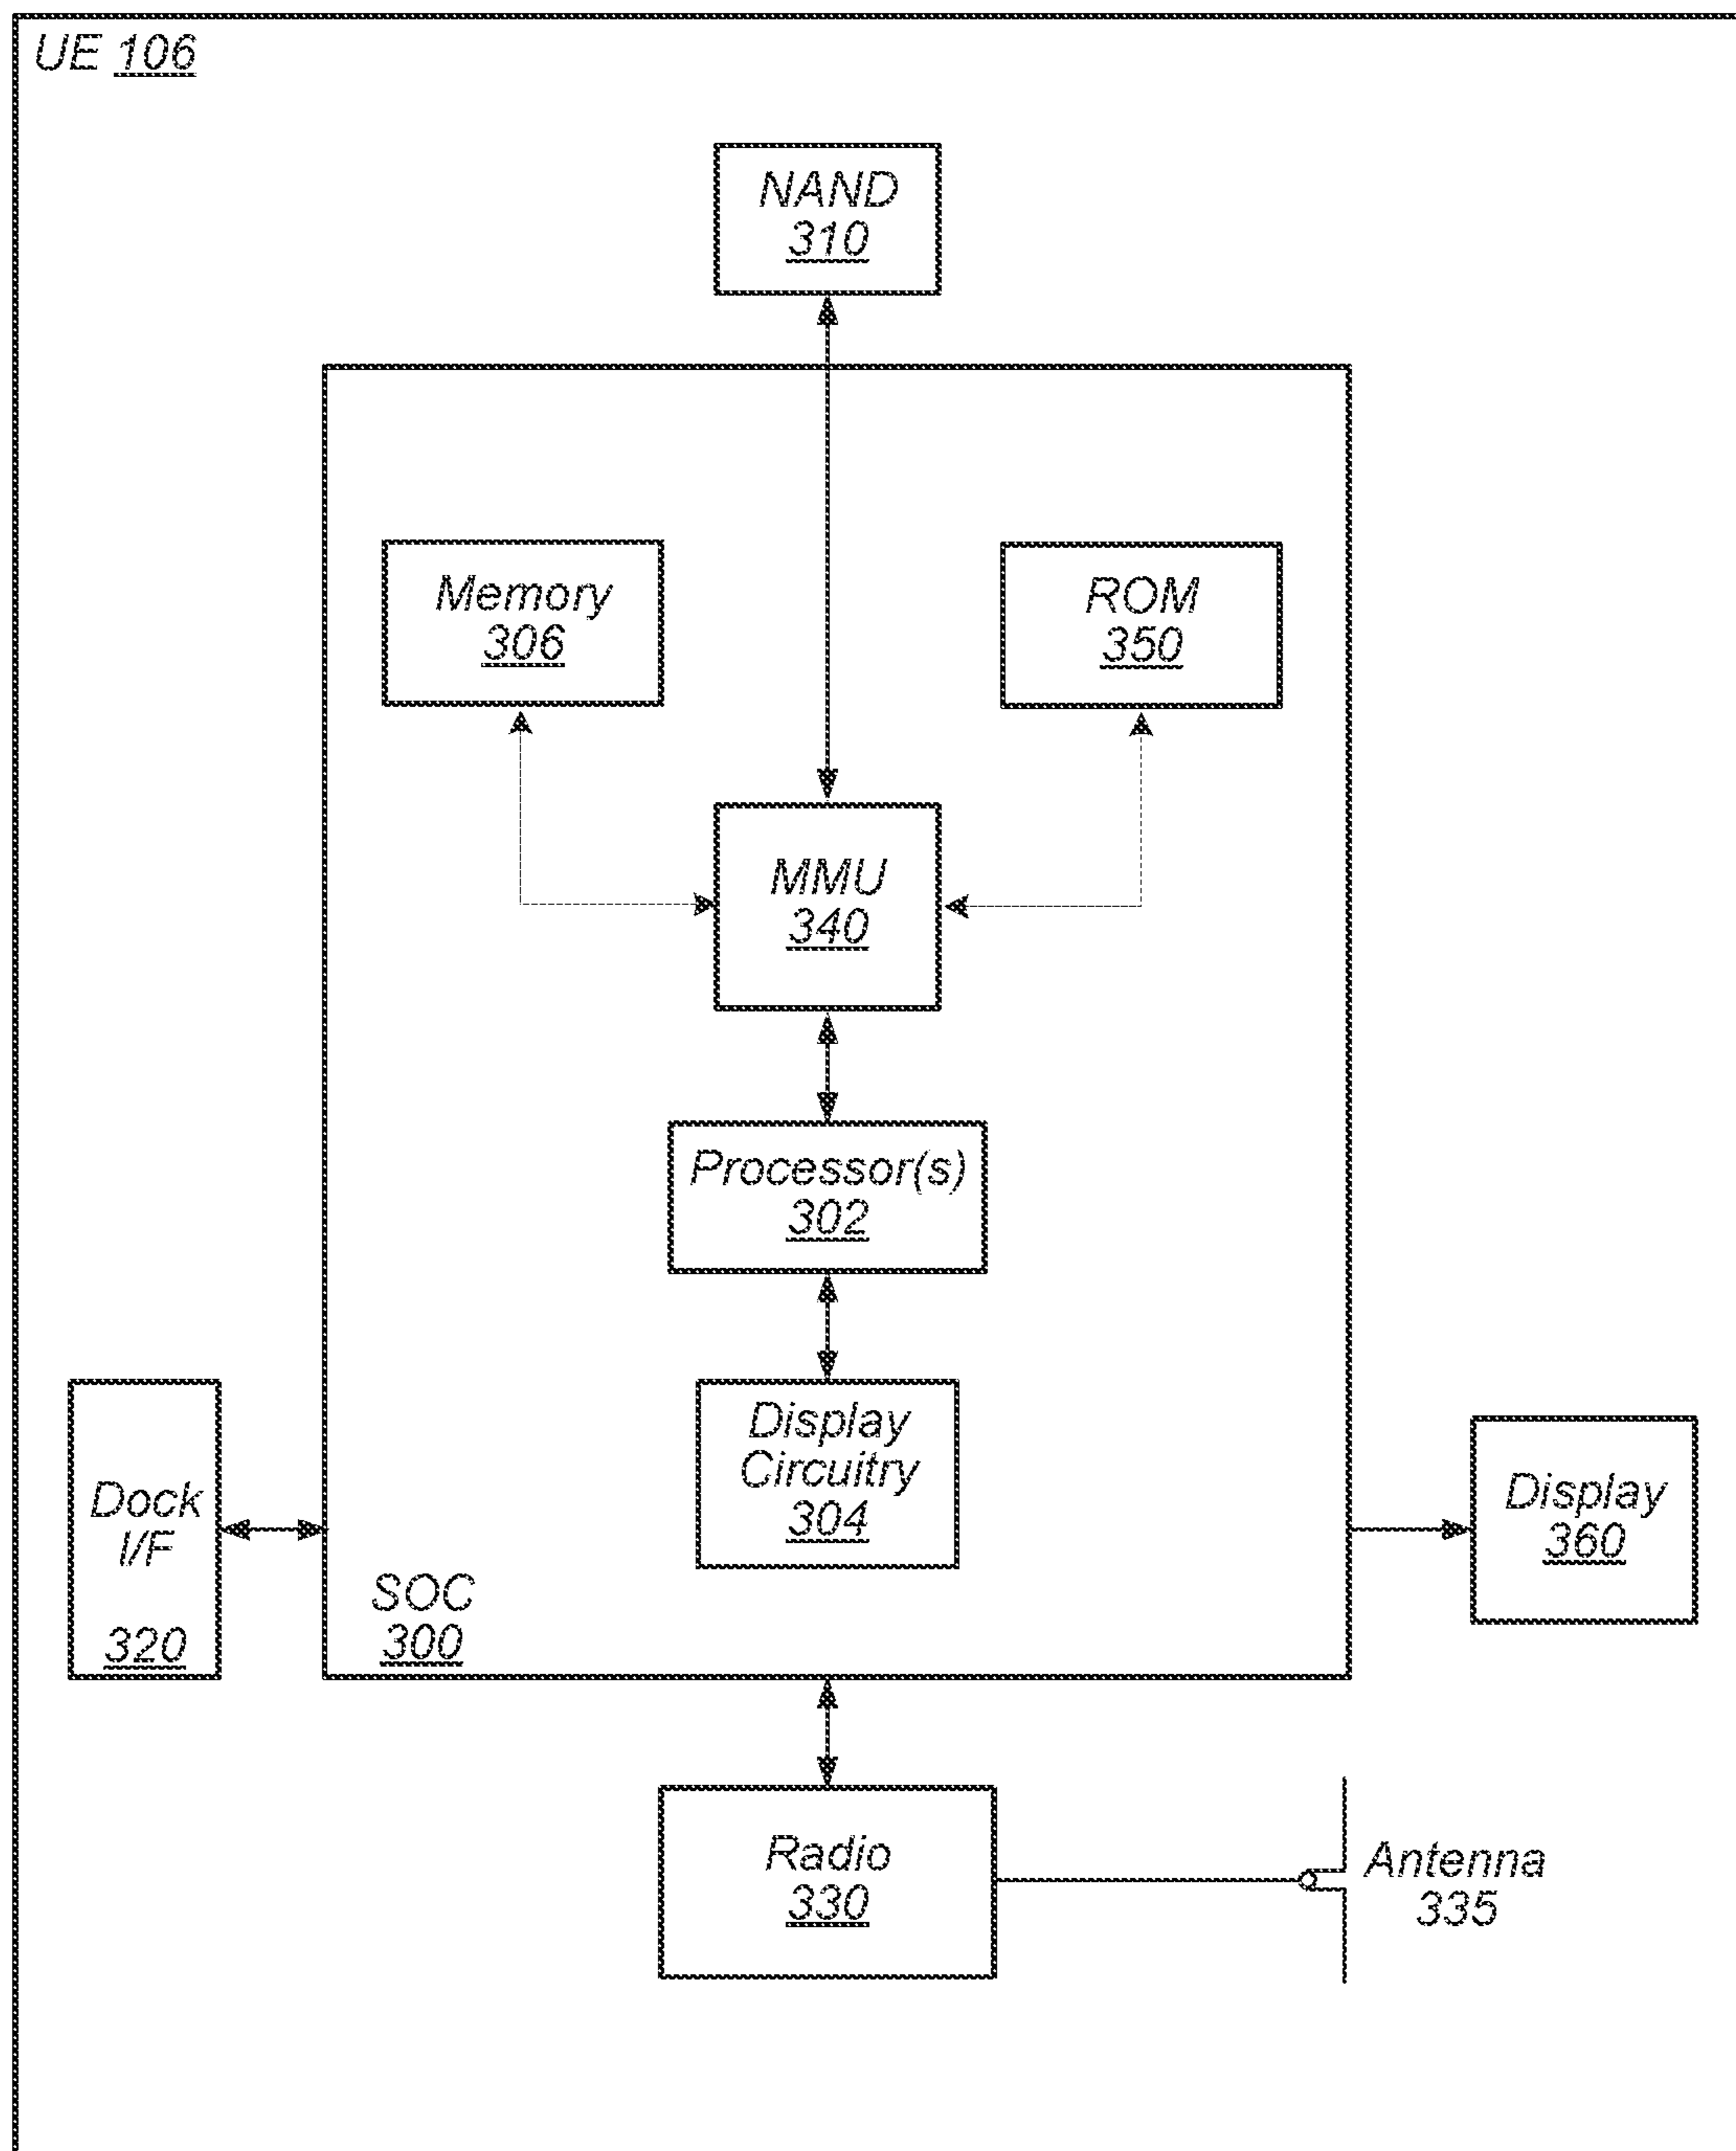 UE 106
NAND
310
Memory
306
ROM
350
MMU
340
Processor(s)
302
Display
Circuitry
304
Dock
I/F
320
SOC
300
Display
360
Radio
330
Antenna
335